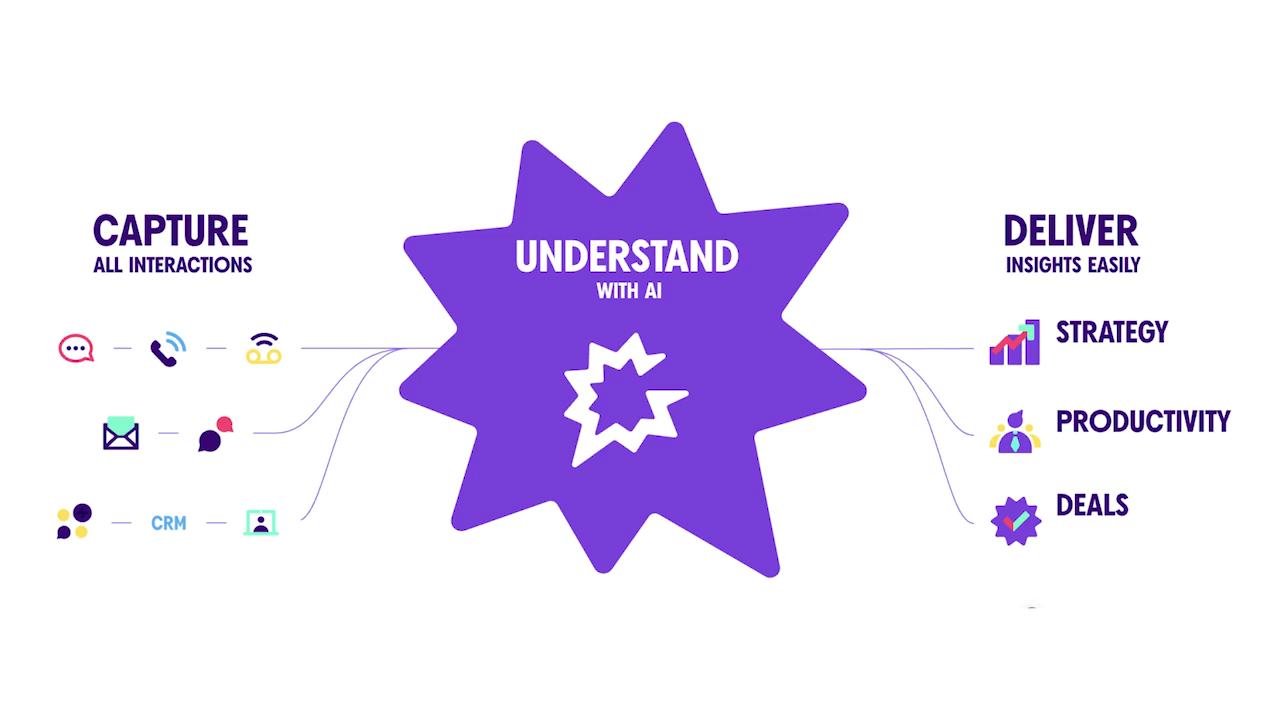 CAPTURE
ALL INTERACTIONS
CRM
UNDERSTAND
WITH AI
DELIVER
INSIGHTS EASILY
STRATEGY
PRODUCTIVITY
DEALS